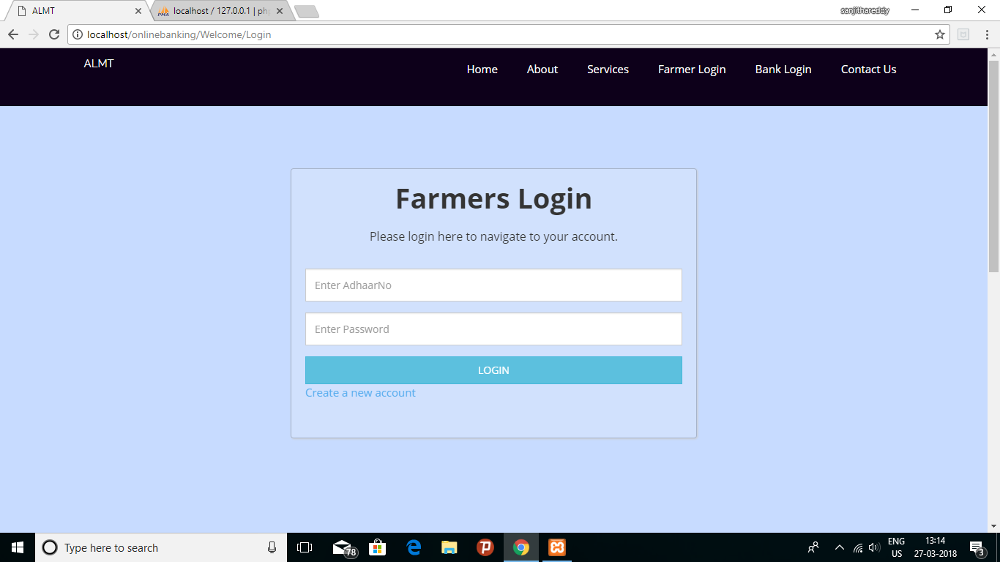 ALMT
localhost / 127.0.0.1 | ph
sanjithareddy
localhost/onlinebanking/Welcome/Login
ALMT
Home About Services Farmer Login Bank Login Contact Us
Farmers Login
Please login here to navigate to your account.
Enter AdhaarNo
Enter Password
LOGIN
Create a new account
Type here to search
78
ENG
US
13:14
27-03-2018
3